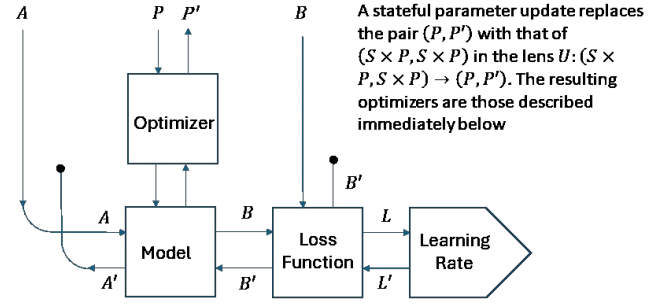 A
P
P′
B
A stateful parameter update replaces
the pair (P, P′) with that of
(S × P, S × P) in the lens U: (S ×
P, S × P) → (P, P′). The resulting
optimizers are those described
immediately below
Optimizer
B′
A
B
L
Model
Loss
Function
Learning
Rate
A′
B′
L′